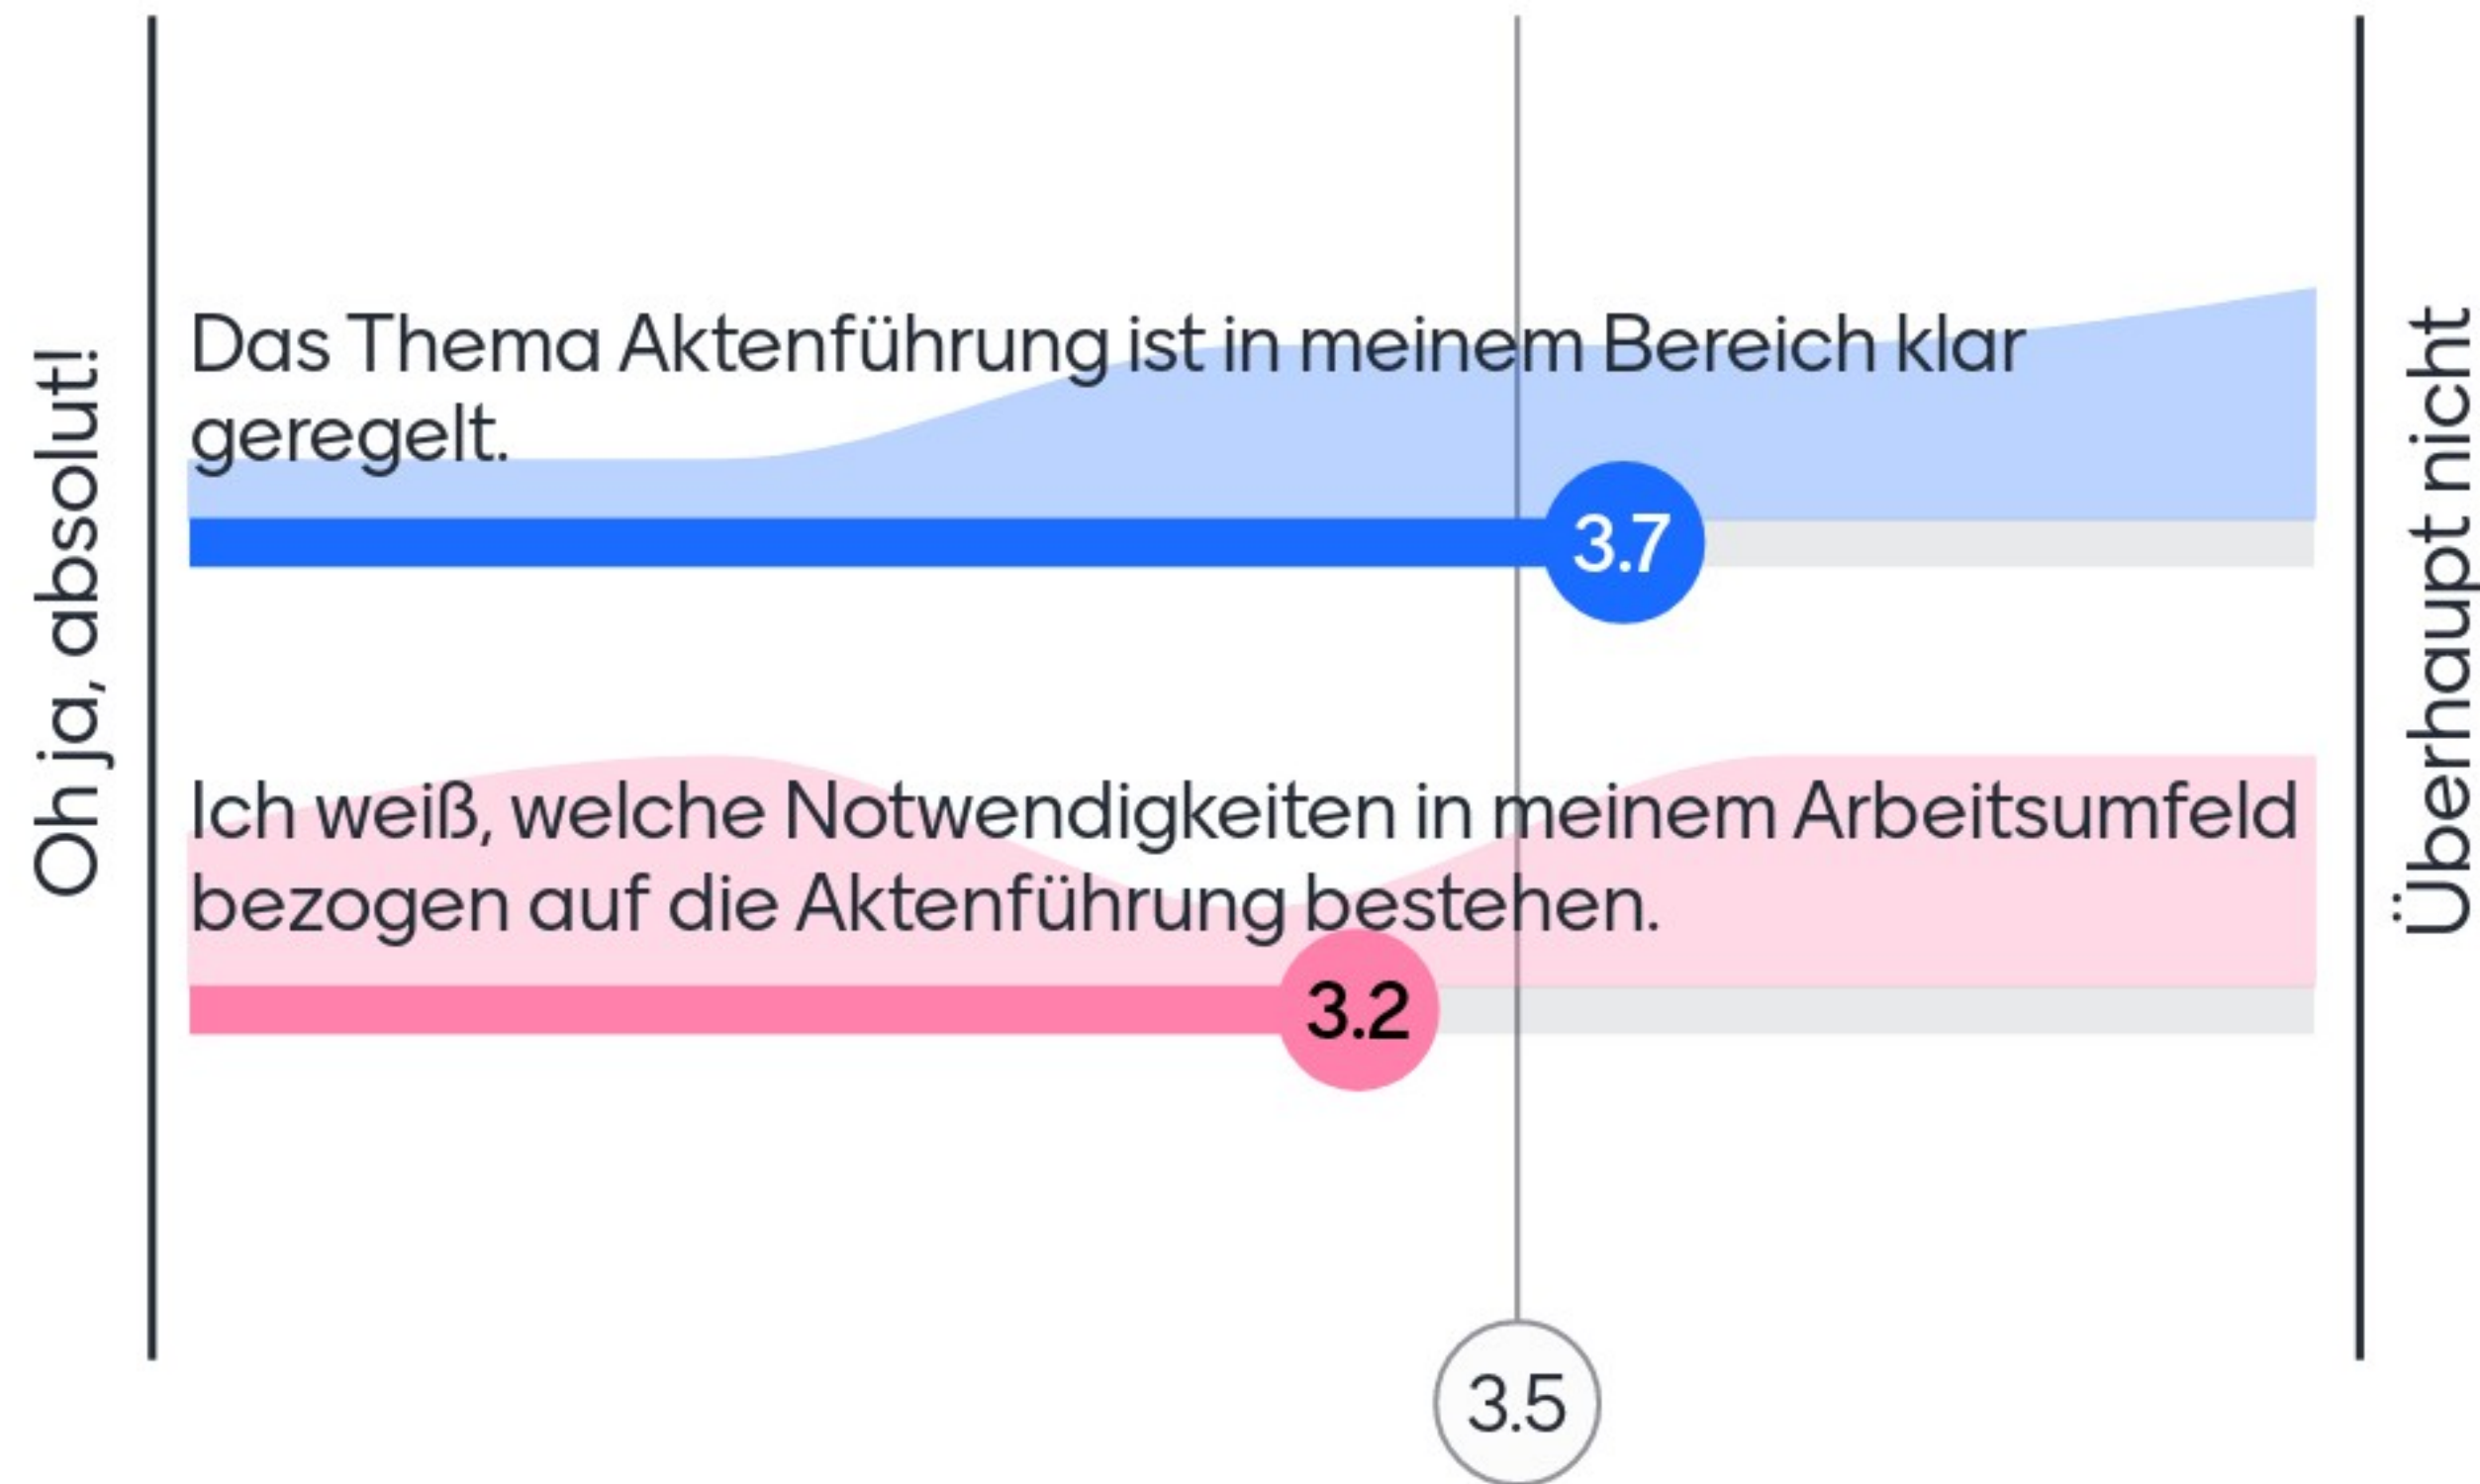 Oh ja, absolut!
Das Thema Aktenführung ist in meinem Bereich klar
geregelt.
3.7
Ich weiß, welche Notwendigkeiten in meinem Arbeitsumfeld
bezogen auf die Aktenführung bestehen.
3.2
3.5
Überhaupt nicht